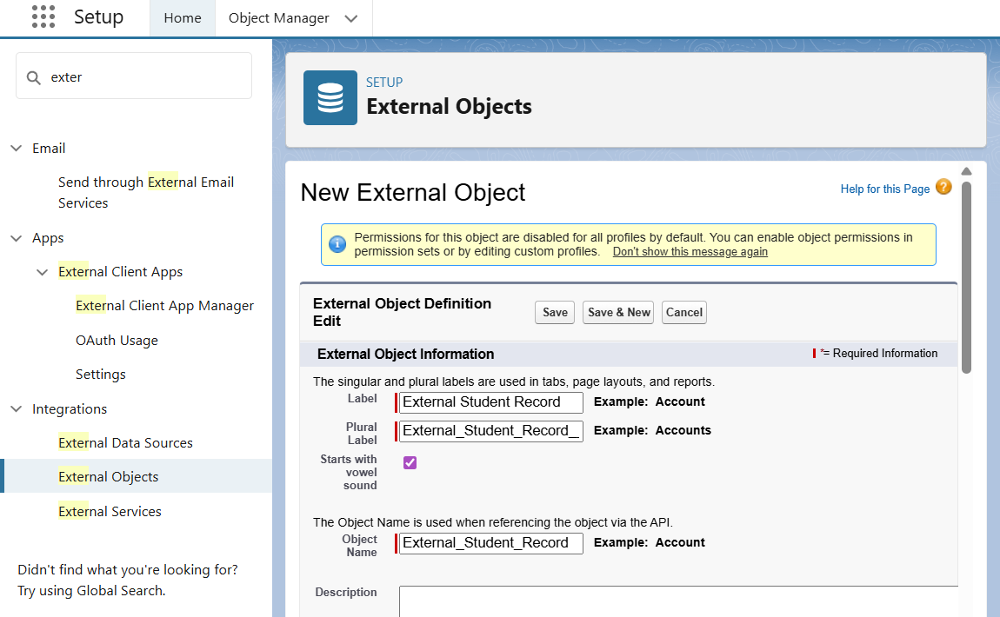 Setup
Home
Object Manager
exter
Email
Send through External Email
Services
Apps
External Client Apps
External Client App Manager
OAuth Usage
Settings
Integrations
External Data Sources
External Objects
External Services
Didn't find what you're looking for?
Try using Global Search.
SETUP
External Objects
New External Object
Help for this Page ?
i
Permissions for this object are disabled for all profiles by default. You can enable object permissions in
permission sets or by editing custom profiles. Don't show this message again
External Object Definition
Edit
Save
Save & New
Cancel
External Object Information
*= Required Information
The singular and plural labels are used in tabs, page layouts, and reports.
Label
External Student Record
Example: Account
Plural
Label
External_Student_Record_
Example: Accounts
Starts with
vowel
sound
The Object Name is used when referencing the object via the API.
Object
Name
External_Student_Record
Example: Account
Description